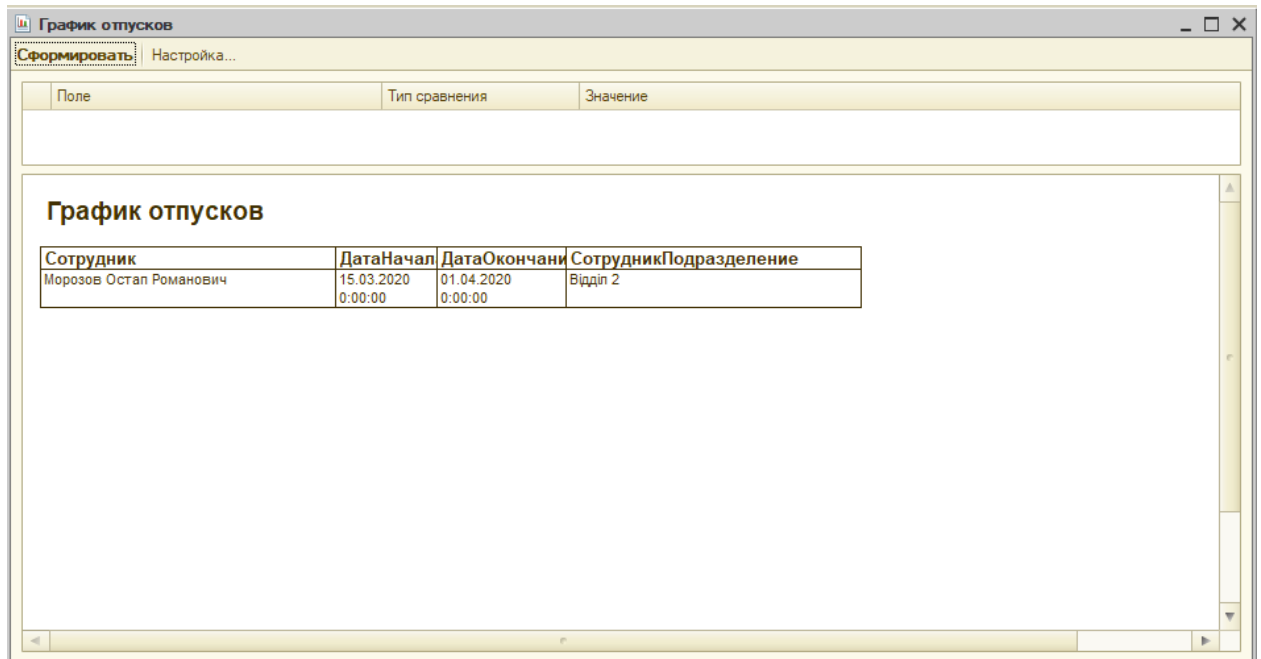 График отпусков
Сформировать Настройка...
Поле Тип сравнения Значение
График отпусков
Сотрудник ДатаНачал ДатаОкончани СотрудникПодразделение
Морозов Остап Романович 15.03.2020 01.04.2020 Відділ 2
0:00:00 0:00:00